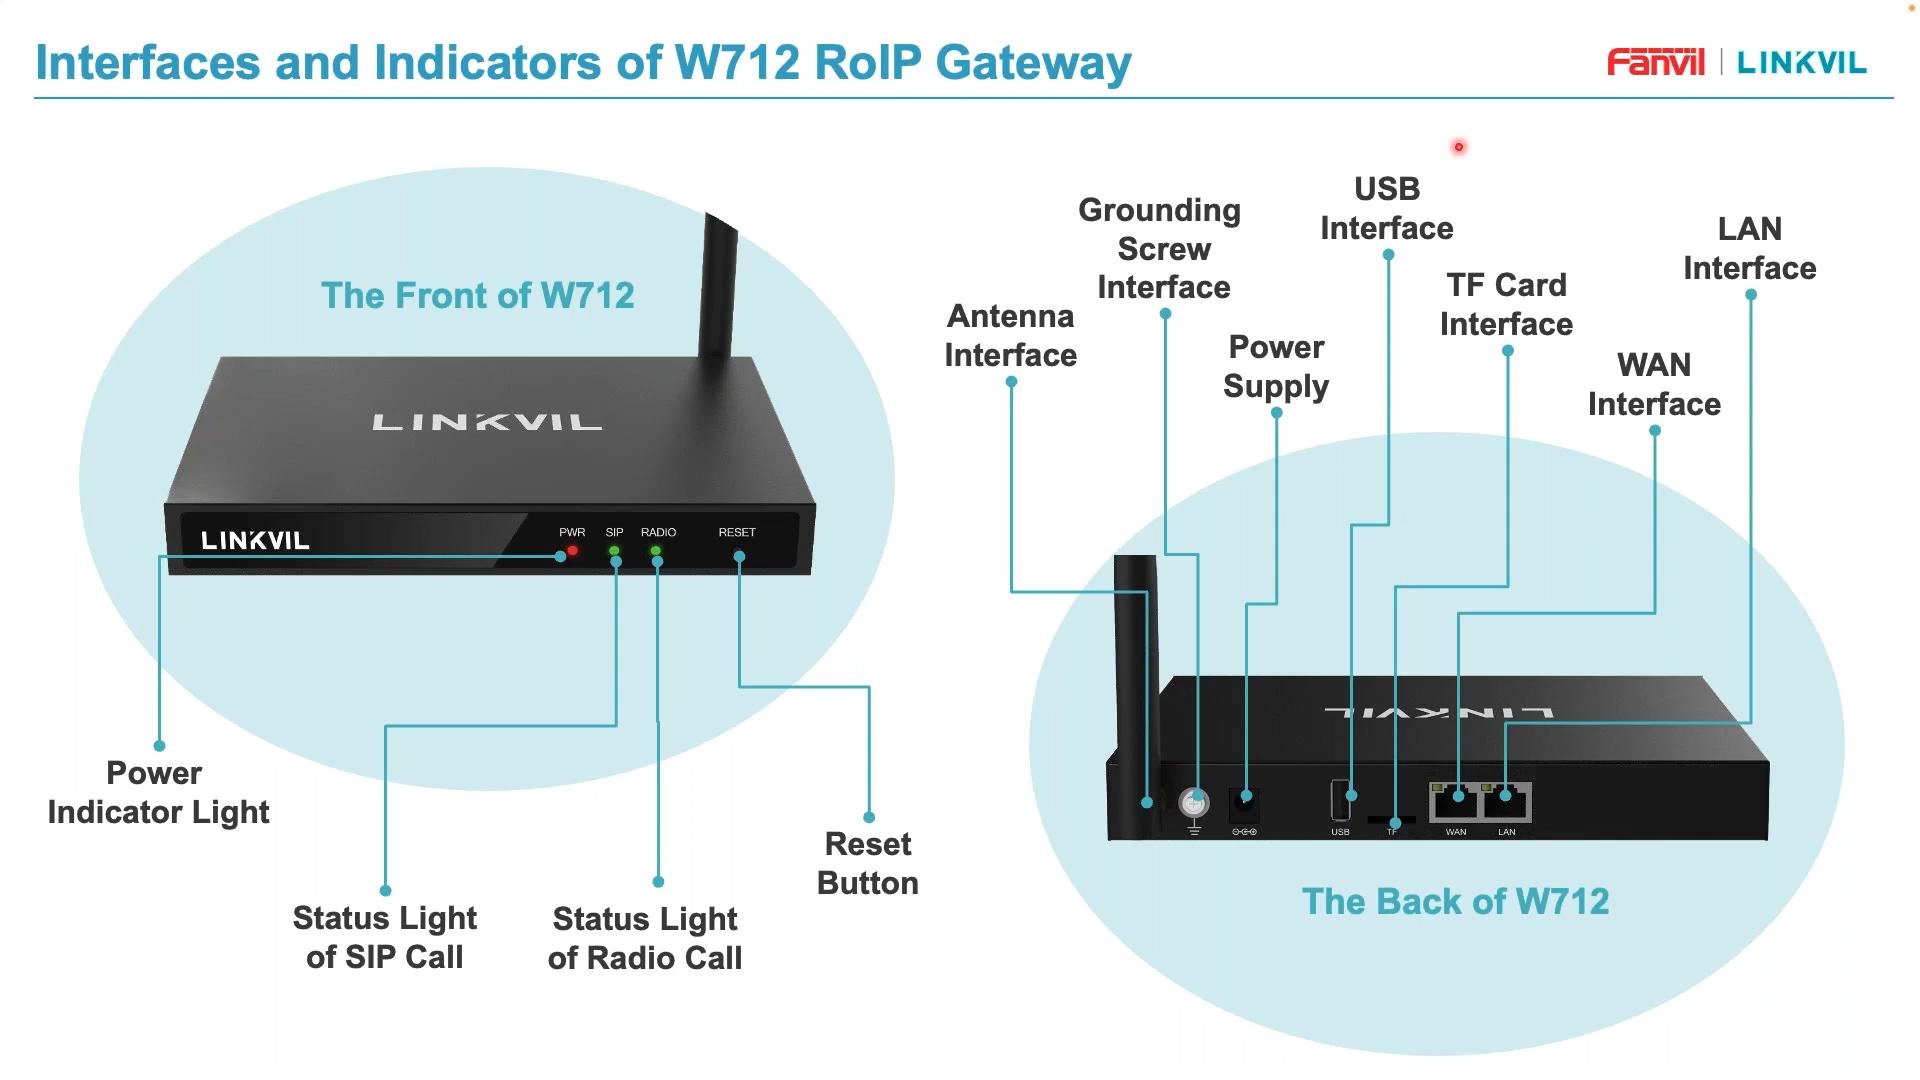 Interfaces and Indicators of W712 RoIP Gateway
Fanvil | LINKVIL
The Front of W712
LINKVIL
LINKVIL
PWR SIP RADIO RESET
Power
Indicator Light
Status Light
of SIP Call
Status Light
of Radio Call
Reset
Button
Antenna
Interface
Grounding
Screw
Interface
Power
Supply
USB
Interface
TF Card
Interface
WAN
Interface
LAN
Interface
LINKVIL
USB TF WAN LAN
The Back of W712